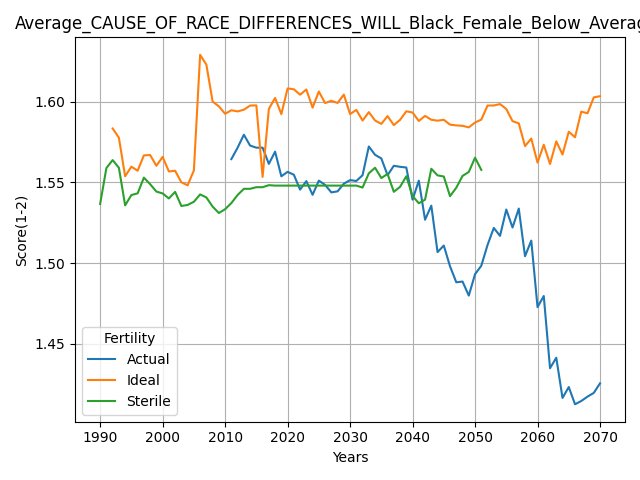 Average_CAUSE_OF_RACE_DIFFERENCES_WILL_Black_Female_Below_Averag
1.60
1.55
1.50
1.45
Score(1-2)
Fertility
Actual
Ideal
Sterile
1990 2000 2010 2020 2030 2040 2050 2060 2070
Years